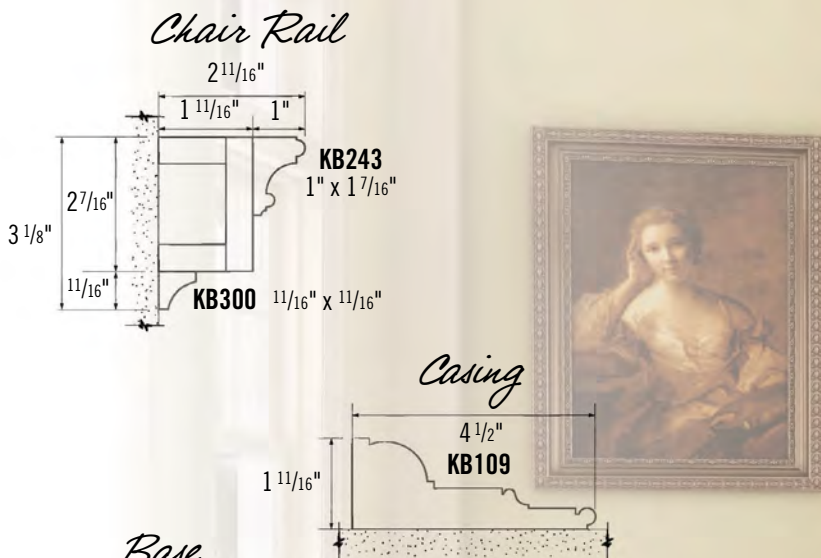 Chair Rail
2 11/16"
1 11/16" 1"
KB243
1" x 1 7/16"
2 7/16"
3 1/8"
11/16"
KB300 11/16" x 11/16"
Casing
4 1/2"
KB109
1 11/16"
Base